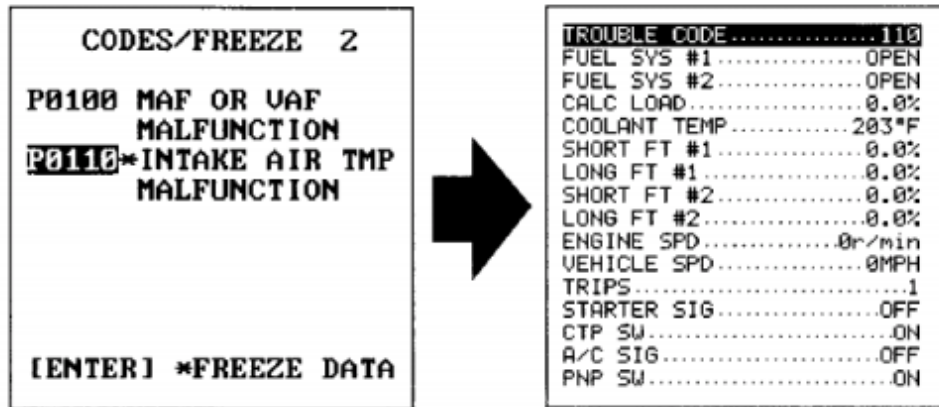 CODES/FREEZE 2
P0100 MAF OR VAF
MALFUNCTION
P0110*INTAKE AIR TMP
MALFUNCTION
[ENTER] *FREEZE DATA
TROUBLE CODE................110
FUEL SYS #1................OPEN
FUEL SYS #2................OPEN
CALC LOAD..................0.0%
COOLANT TEMP..............203°F
SHORT FT #1................0.0%
LONG FT #1.................0.0%
SHORT FT #2................0.0%
LONG FT #2.................0.0%
ENGINE SPD...............0r/min
VEHICLE SPD................0MPH
TRIPS.........................1
STARTER SIG.................OFF
CTP SW.......................ON
A/C SIG.....................OFF
PNP SW.......................ON